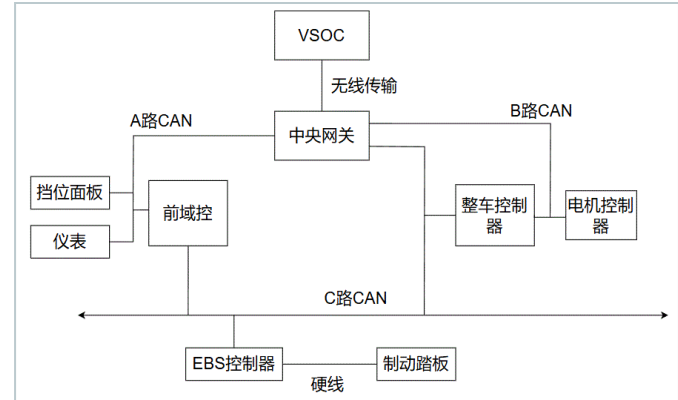 VSOC
无线传输
A路CAN
B路CAN
中央网关
挡位面板
前域控
整车控制
器
电机控制
器
仪表
C路CAN
EBS控制器
制动踏板
硬线